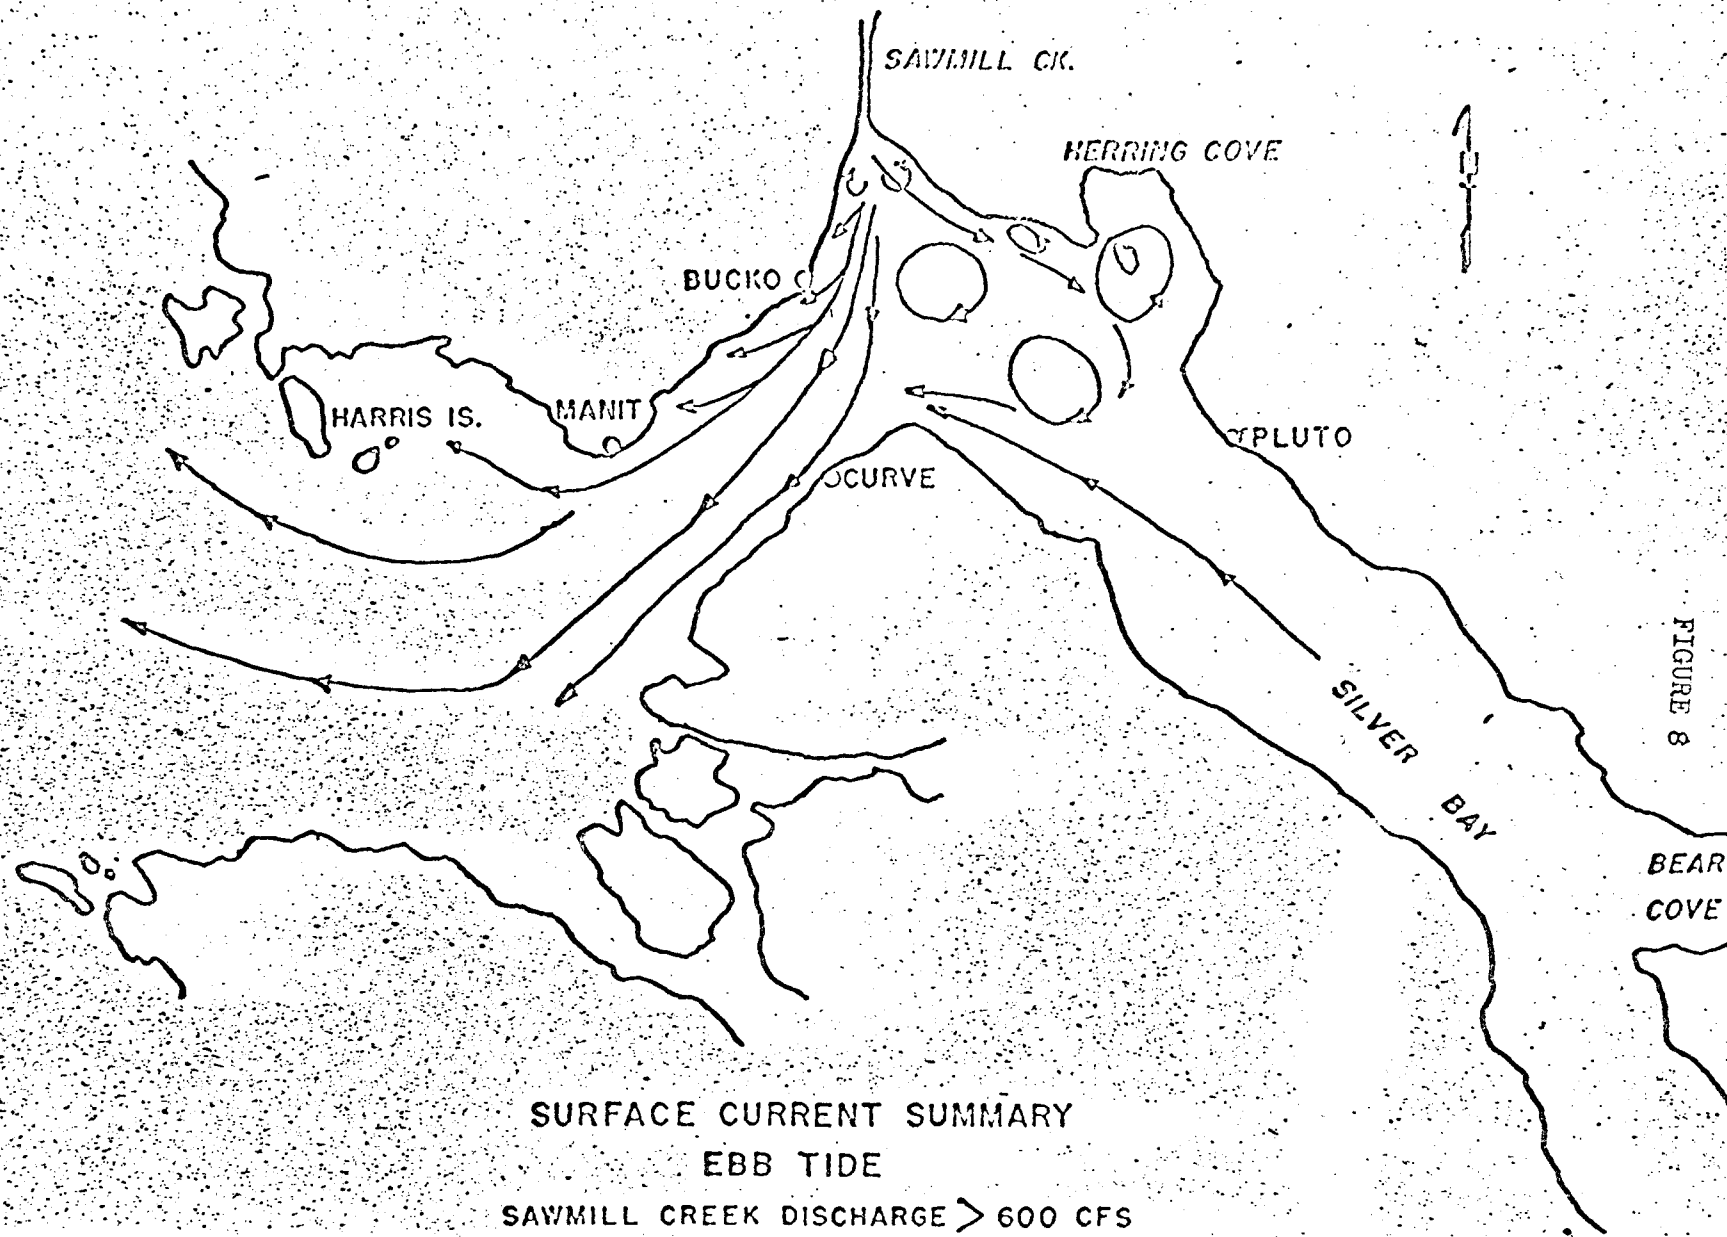 SAWMILL CK.
HERRING COVE
BUCKO
HARRIS IS.
MANIT
PLUTO
CURVE
FIGURE 8
SILVER
BAY
BEAR
COVE
SURFACE CURRENT SUMMARY
EBB TIDE
SAWMILL CREEK DISCHARGE > 600 CFS